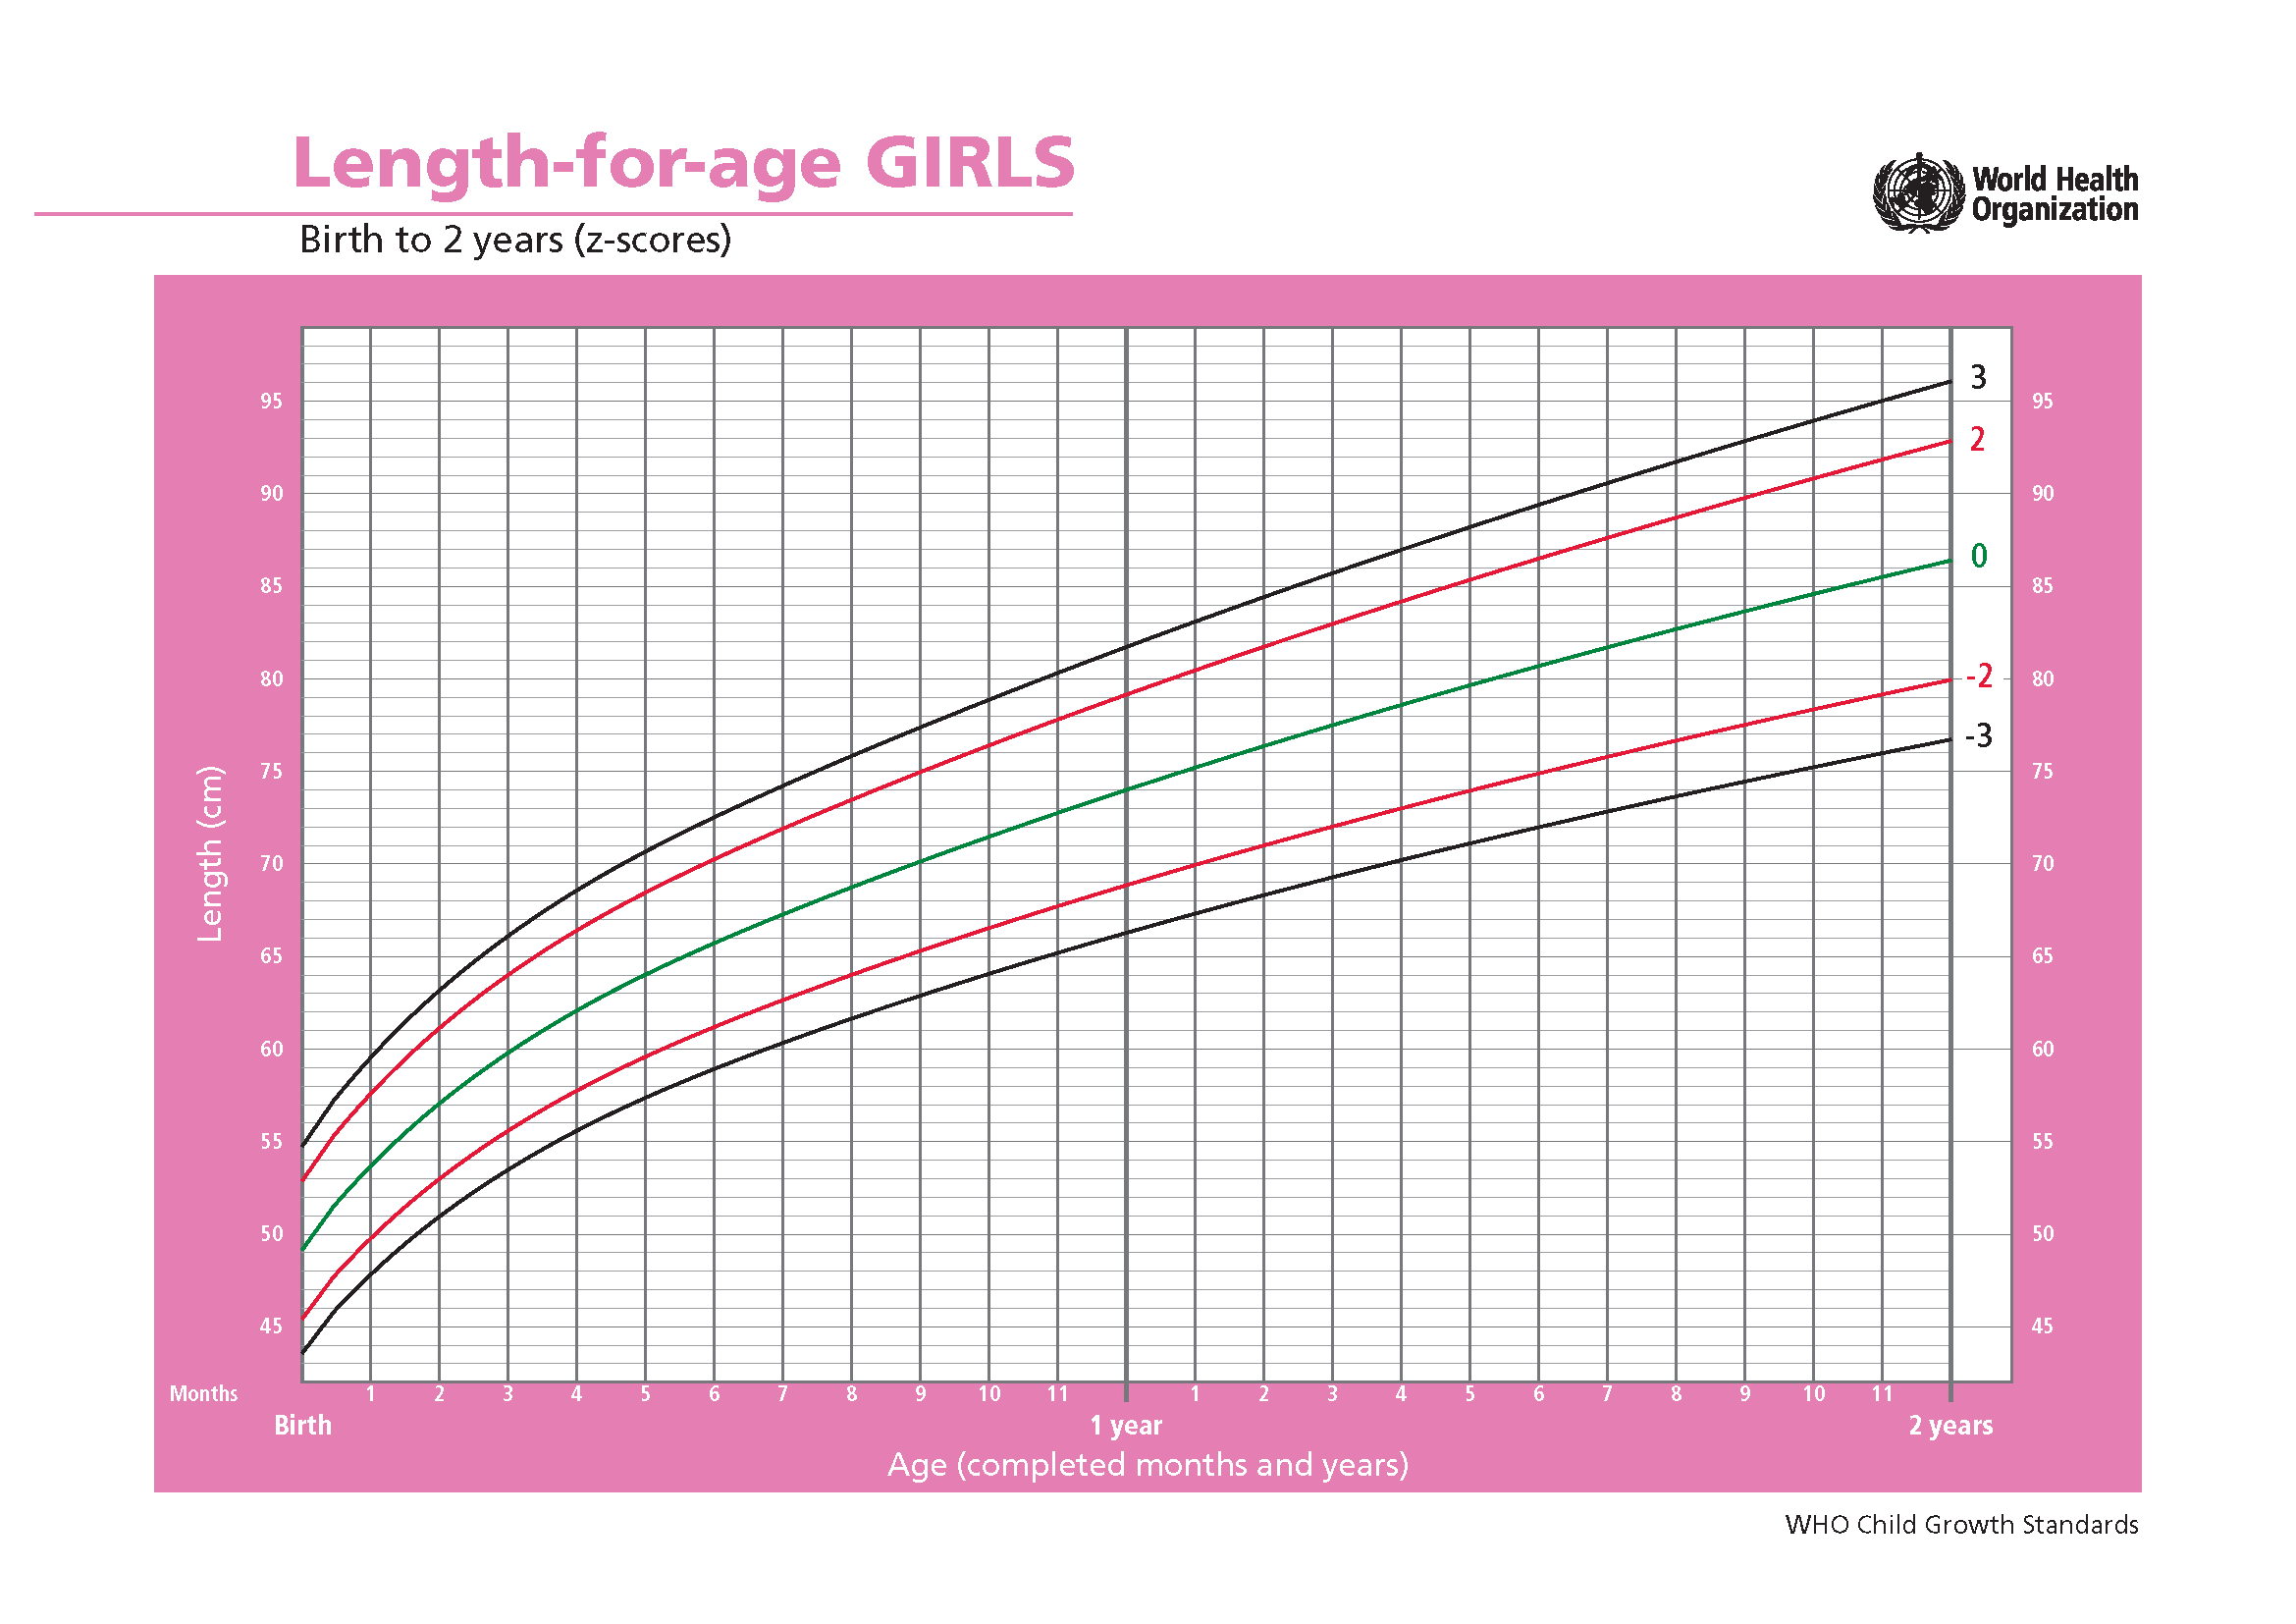 Length-for-age GIRLS
Birth to 2 years (z-scores)
World Health
Organization
3
95 95
2
90 90
0
85 85
80 -2 80
-3
75 75
70 70
65 65
60 60
55 55
50 50
45 45
Length (cm)
Months 1 2 3 4 5 6 7 8 9 10 11 1 2 3 4 5 6 7 8 9 10 11
Birth 1 year 2 years
Age (completed months and years)
WHO Child Growth Standards